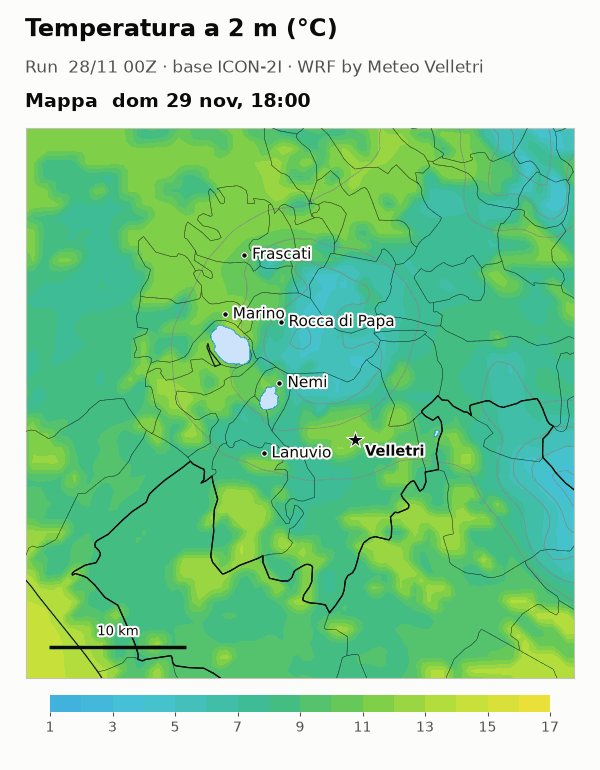 Temperatura a 2 m (°C)
Run  28/11 00Z · base ICON-2I · WRF by Meteo Velletri
Mappa  dom 29 nov, 18:00
Frascati
Marino
Rocca di Papa
Nemi
Velletri
Lanuvio
10 km
1 3 5 7 9 11 13 15 17